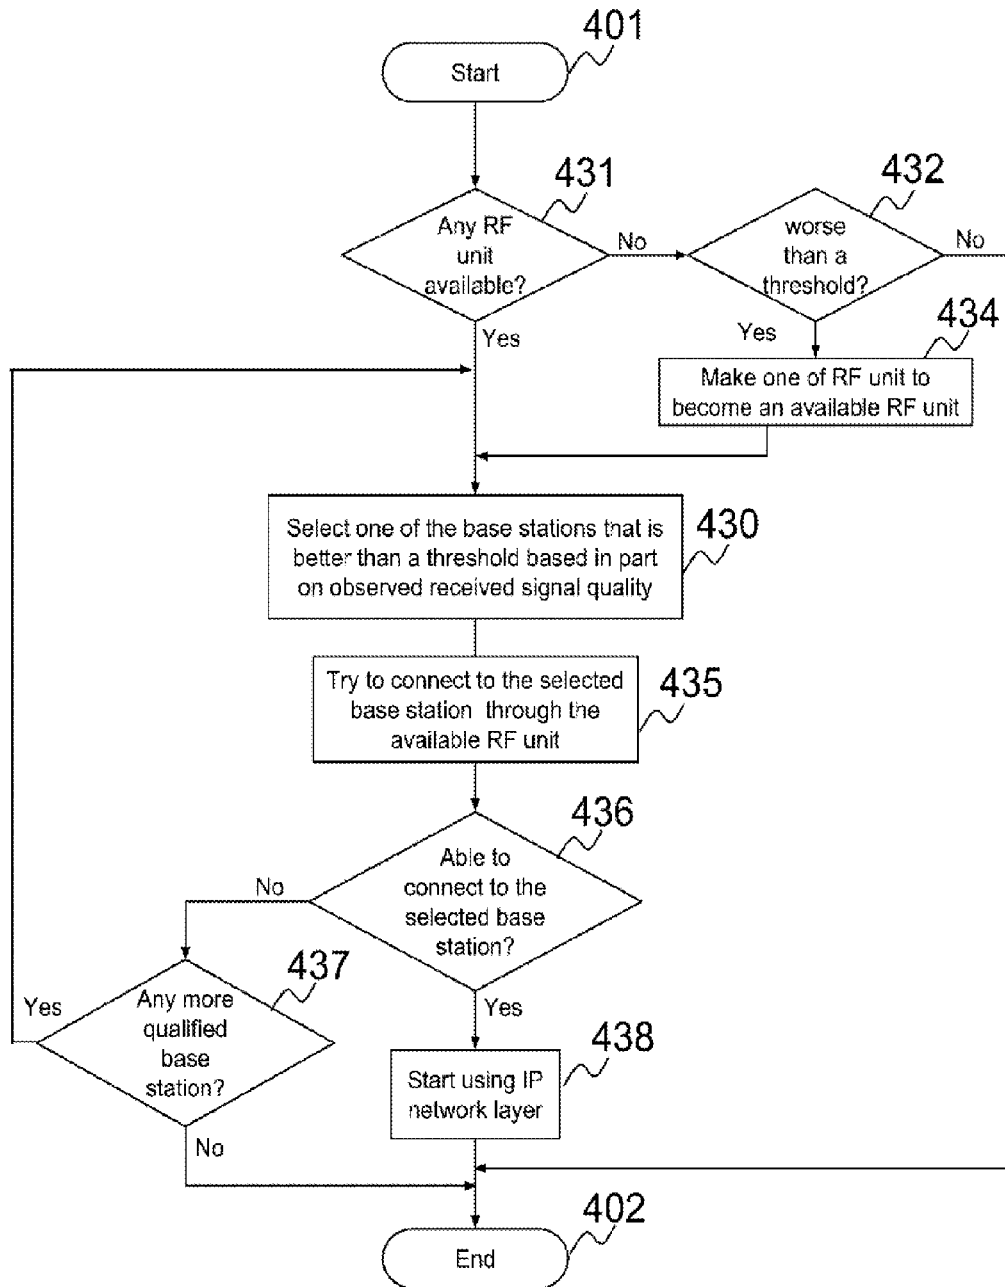 401
Start
431
Any RF
unit
available?
No
432
worse
than a
threshold?
No
Yes
Yes
434
Make one of RF unit to
become an available RF unit
Select one of the base stations that is
better than a threshold based in part
on observed received signal quality
430
Try to connect to the selected
base station through the
available RF unit
435
436
Able to
connect to the
selected base
station?
No
Yes
437
Any more
qualified
base
station?
Yes
No
438
Start using IP
network layer
End
402